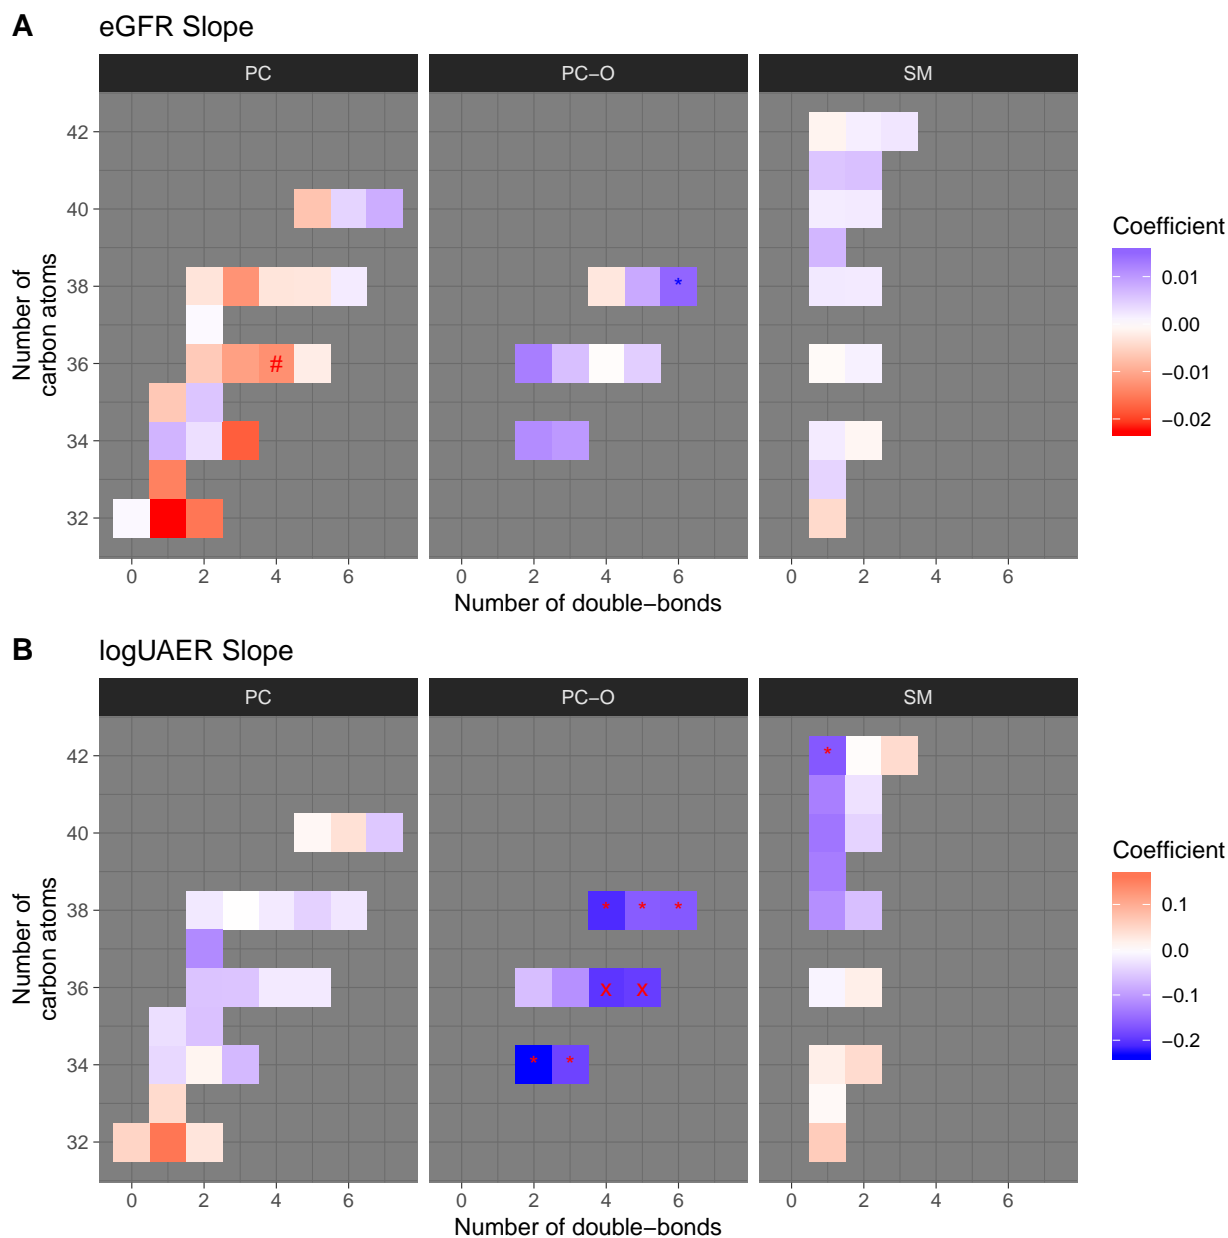 A eGFR Slope
PC PC−O SM
42
40
38
36
34
32
Number of
carbon atoms
# *
0 2 4 6 0 2 4 6 0 2 4 6
Number of double−bonds
Coefficient
0.01
0.00
−0.01
−0.02
B logUAER Slope
PC PC−O SM
42
40
38
36
34
32
Number of
carbon atoms
*
* * *
x x
* *
0 2 4 6 0 2 4 6 0 2 4 6
Number of double−bonds
Coefficient
0.1
0.0
−0.1
−0.2